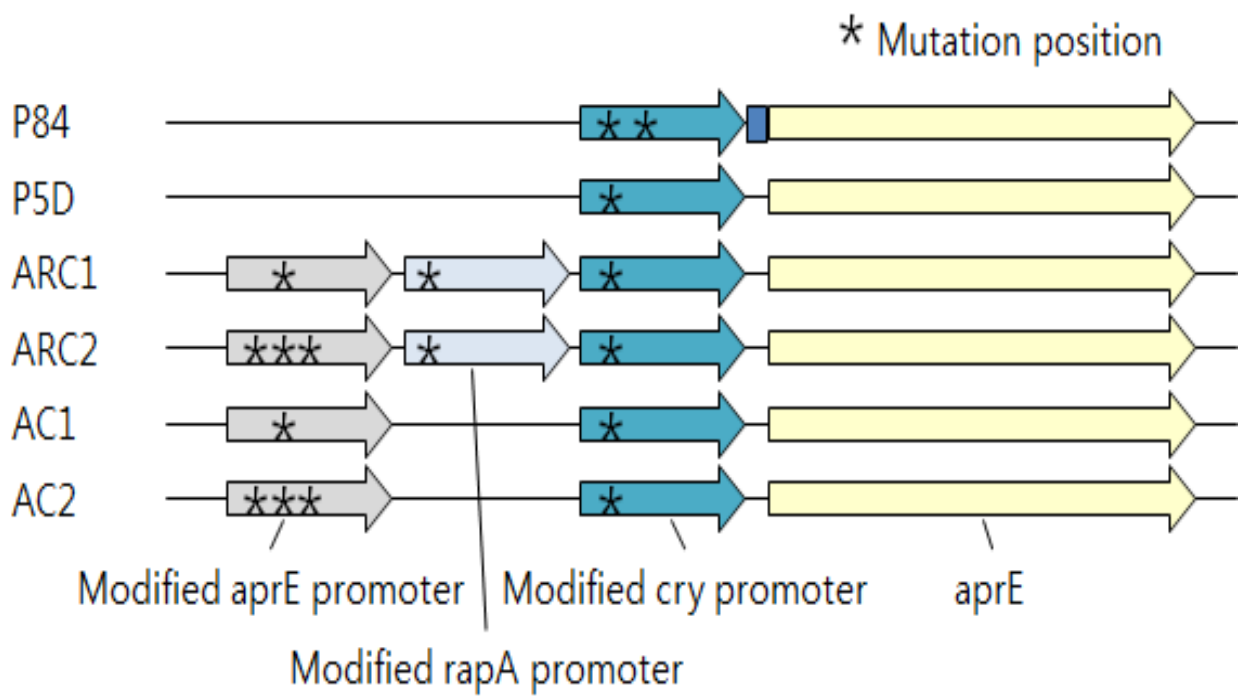 * Mutation position
P84
* *
P5D
*
ARC1
* * *
ARC2
*** * *
AC1
* *
AC2
*** *
Modified aprE promoter
Modified cry promoter
aprE
Modified rapA promoter